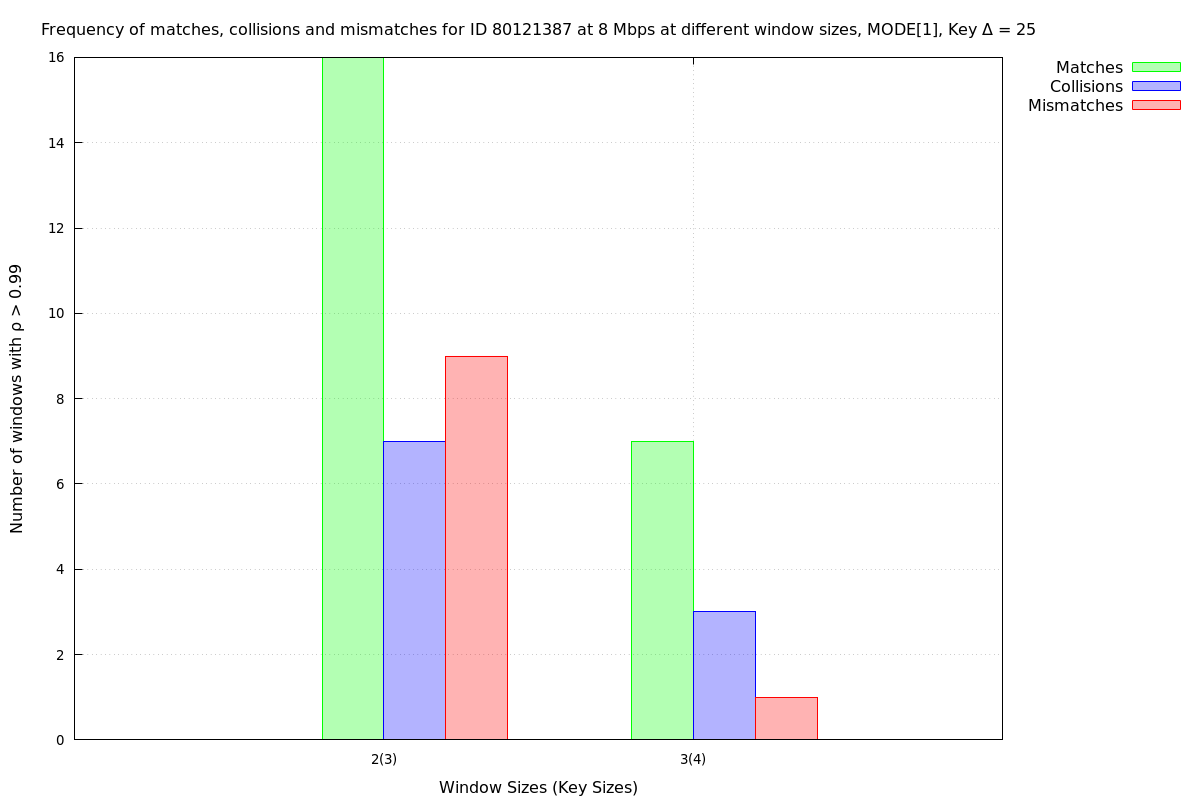 Frequency of matches, collisions and mismatches for ID 80121387 at 8 Mbps at different window sizes, MODE[1], Key Δ = 25
Matches
Collisions
Mismatches
Number of windows with ρ > 0.99
16
14
12
10
8
6
4
2
0
2(3)
3(4)
Window Sizes (Key Sizes)